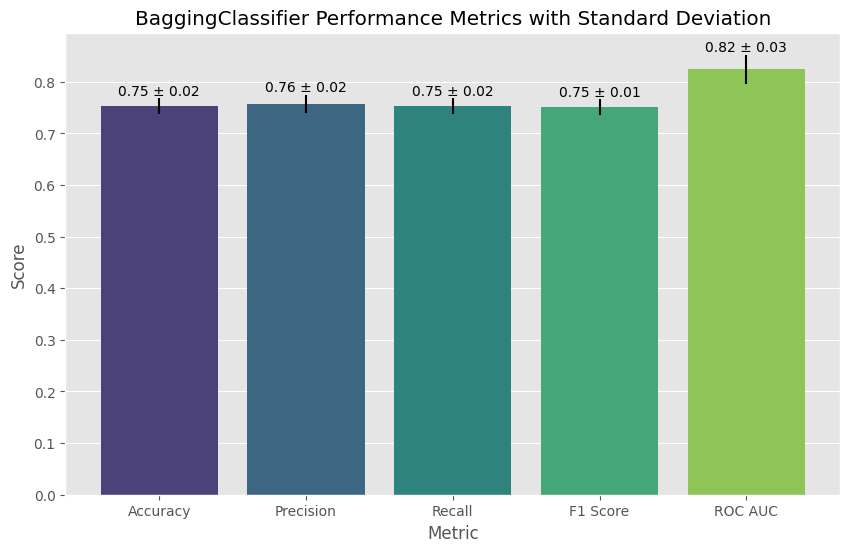 BaggingClassifier Performance Metrics with Standard Deviation
0.82 ± 0.03
0.75 ± 0.02
0.76 ± 0.02
0.75 ± 0.02
0.75 ± 0.01
0.8
0.7
0.6
0.5
0.4
0.3
0.2
0.1
0.0
Score
Accuracy
Precision
Recall
F1 Score
ROC AUC
Metric